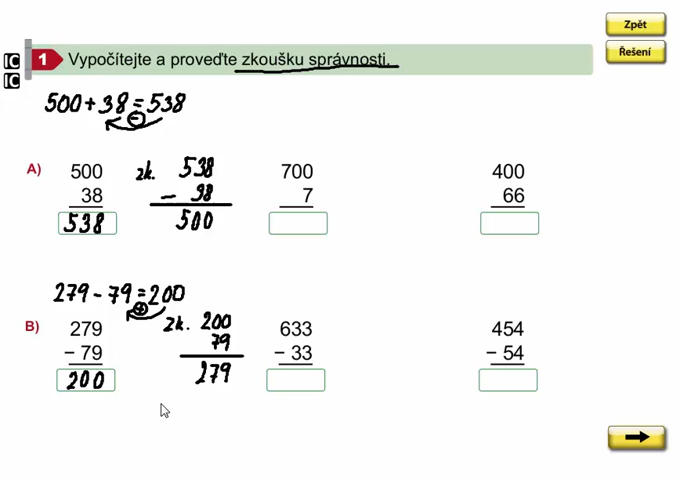 Zpět
1 Vypočítejte a proveďte zkoušku správnosti.
Řešení
500 + 38 = 538
-
A) 500 zk. 538 700 400
38 - 38 7 66
538 500
279 - 79 = 200
+
B) 279 Zk. 200 633 454
- 79 79 - 33 - 54
200 279